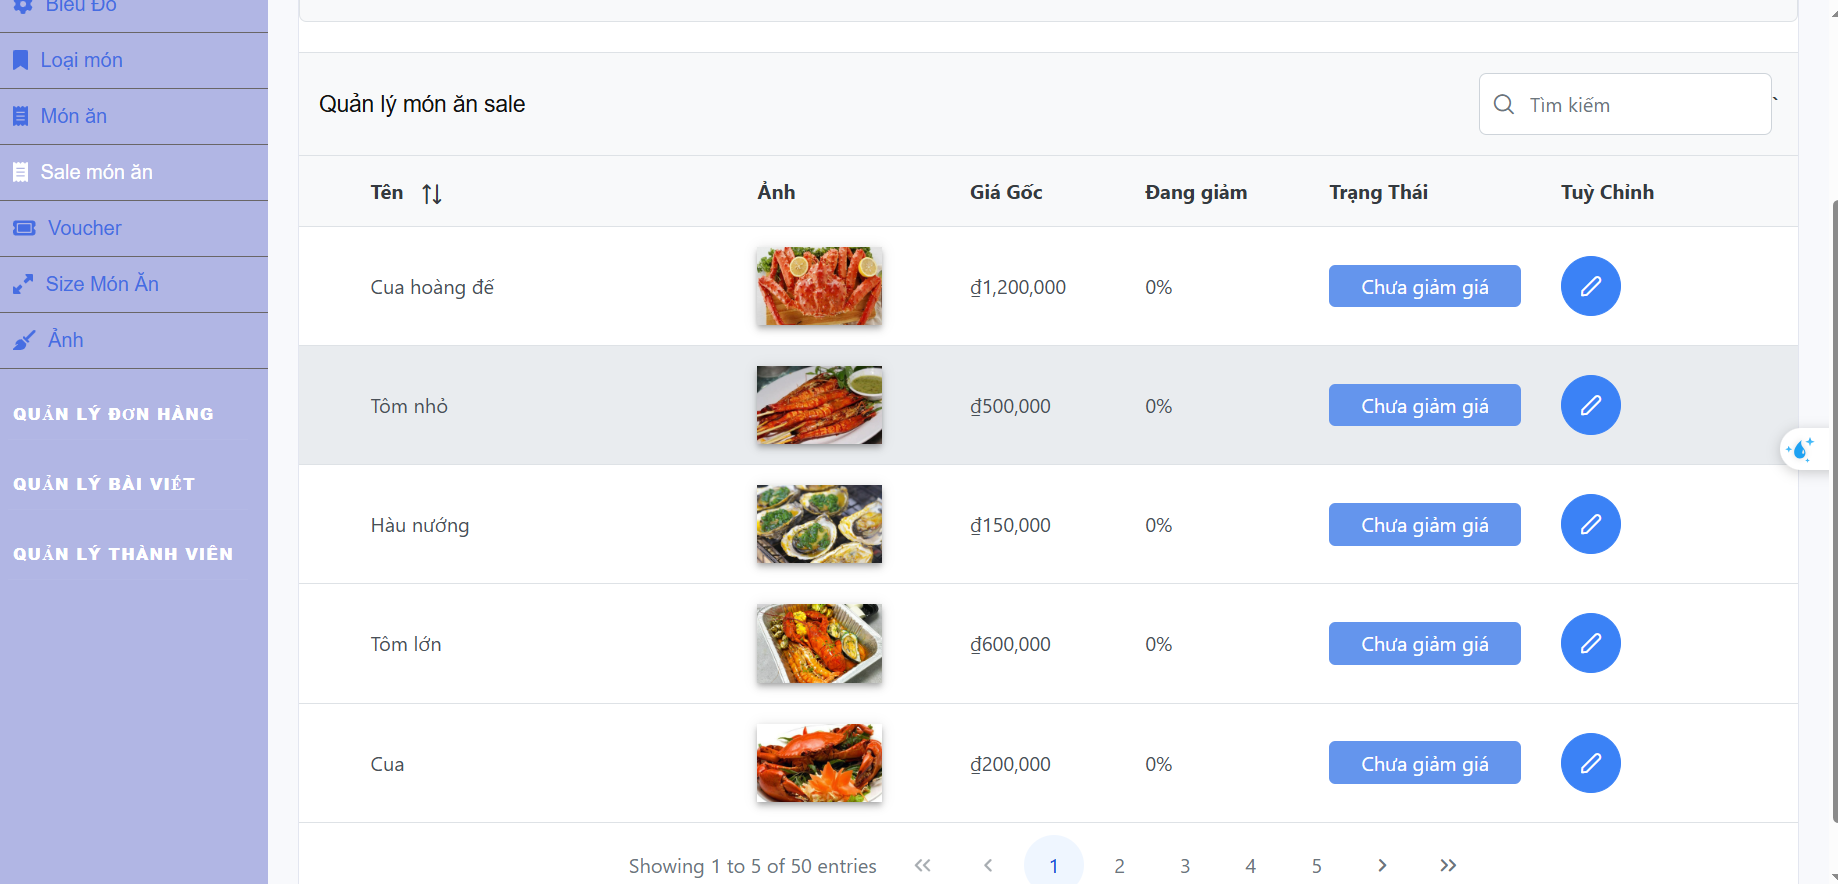 Biểu Đồ
Loại món
Món ăn
Sale món ăn
Voucher
Size Món Ăn
Ảnh
QUẢN LÝ ĐƠN HÀNG
QUẢN LÝ BÀI VIẾT
QUẢN LÝ THÀNH VIÊN
Quản lý món ăn sale
Tìm kiếm `
Tên Ảnh Giá Gốc Đang giảm Trạng Thái Tuỳ Chỉnh
Cua hoàng đế ₫1,200,000 0% Chưa giảm giá
Tôm nhỏ ₫500,000 0% Chưa giảm giá
Hàu nướng ₫150,000 0% Chưa giảm giá
Tôm lớn ₫600,000 0% Chưa giảm giá
Cua ₫200,000 0% Chưa giảm giá
Showing 1 to 5 of 50 entries « ‹ 1 2 3 4 5 › »